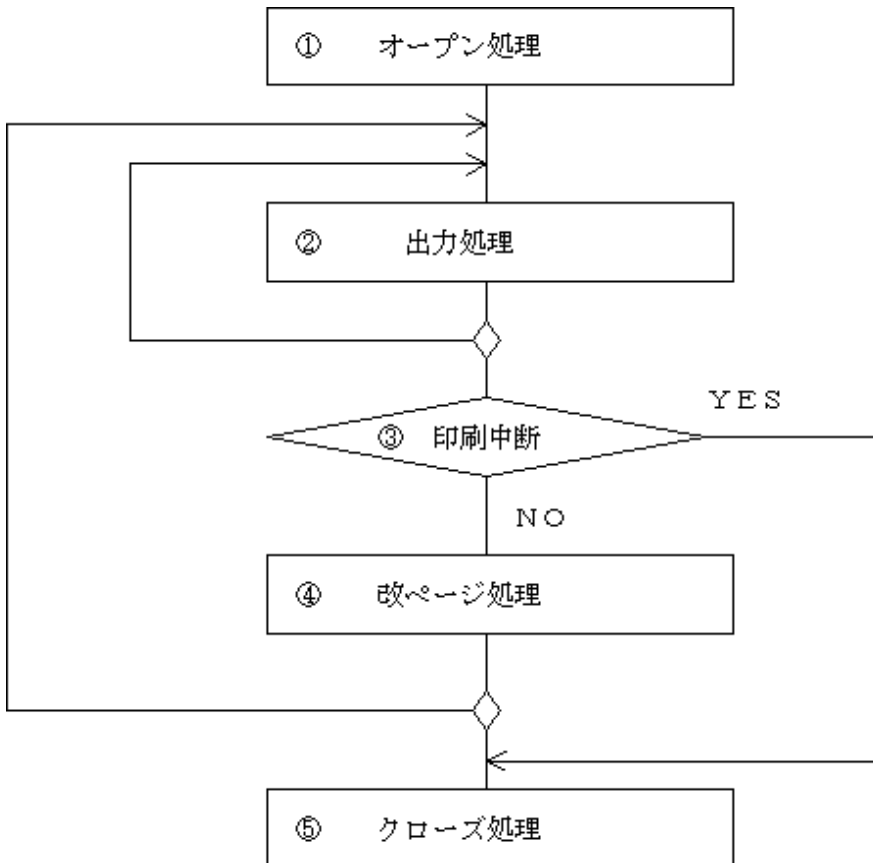 ① オープン処理
② 出力処理
YES
③ 印刷中断
NO
④ 改ページ処理
⑤ クローズ処理